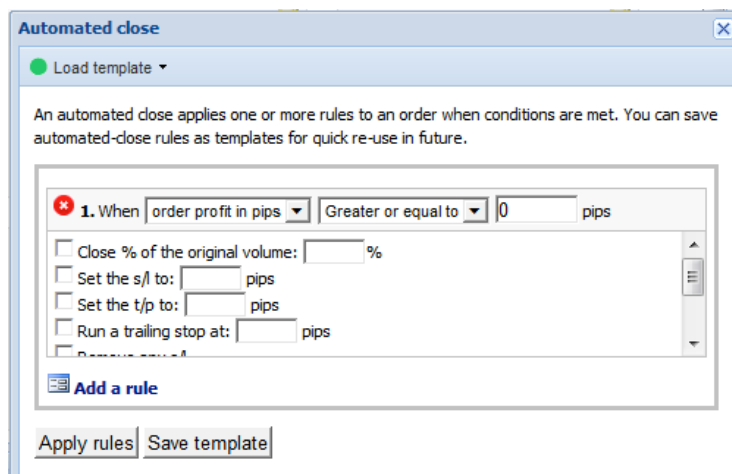 Automated close
Load template
An automated close applies one or more rules to an order when conditions are met. You can save
automated-close rules as templates for quick re-use in future.
1. When order profit in pips Greater or equal to 0 pips
Close % of the original volume: %
Set the s/l to: pips
Set the t/p to: pips
Run a trailing stop at: pips
Remove any s/l
Add a rule
Apply rules Save template